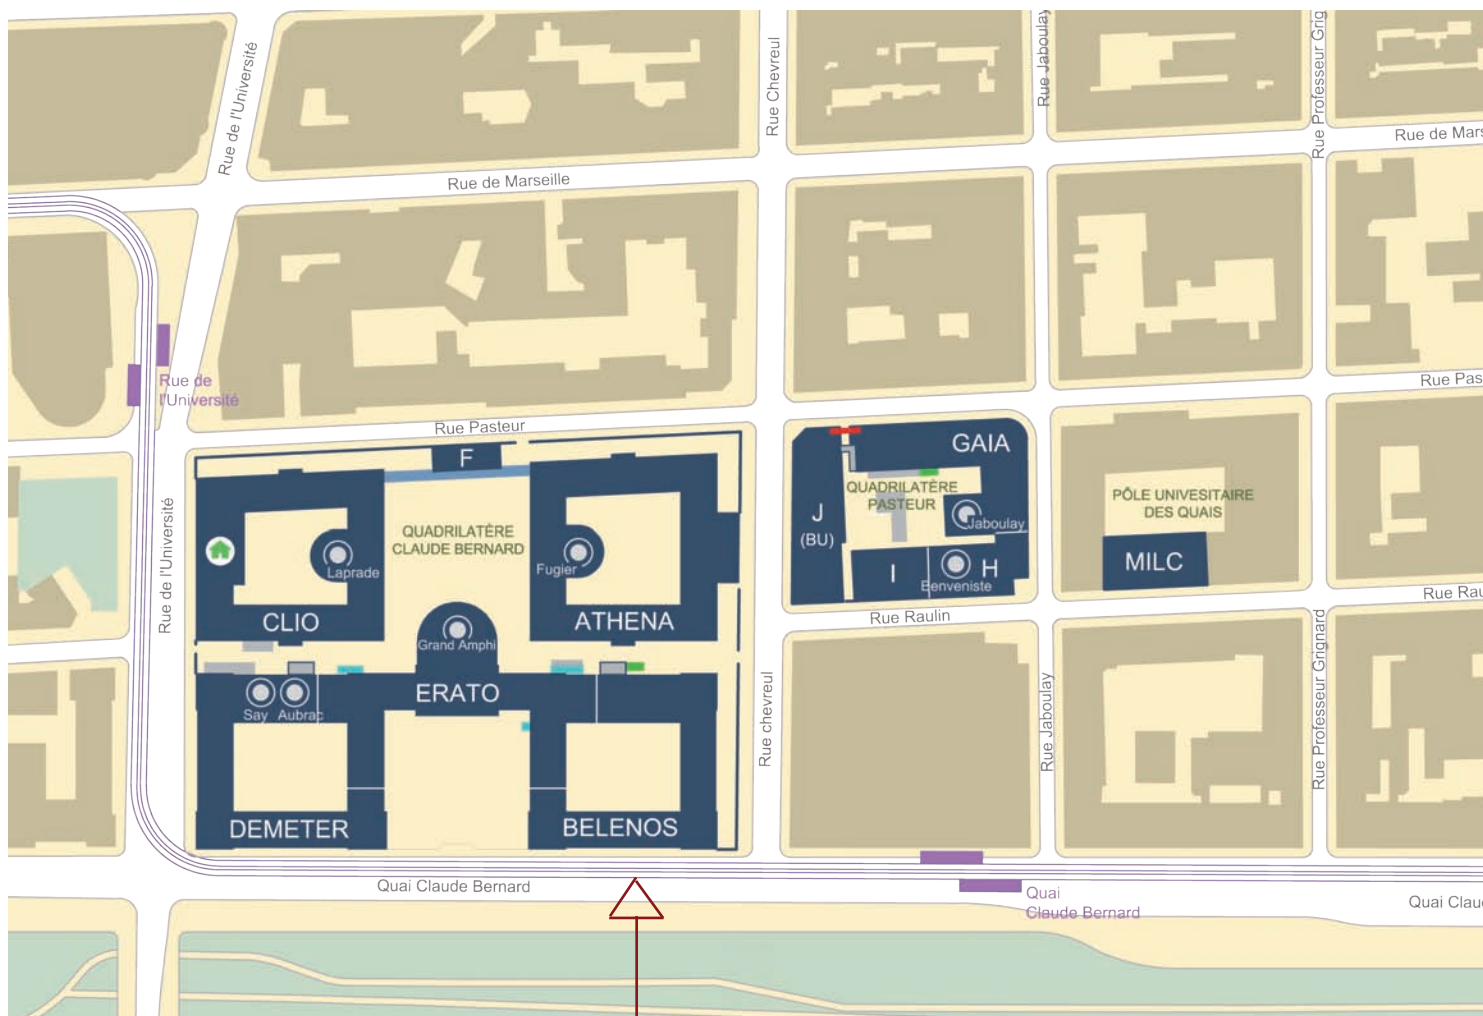 Rue de l'Université
Rue Chevreul
Rue Jaboulay
Rue Professeur Grig
Rue de Mars
Rue de Marseille
Rue de
l'Université
Rue Pas
Rue Pasteur
F
GAIA
QUADRILATÈRE
PASTEUR
J
(BU)
Jaboulay
I
H
Benveniste
PÔLE UNIVESITAIRE
DES QUAIS
MILC
QUADRILATÈRE
CLAUDE BERNARD
Laprade
Fugier
Rue de l'Université
CLIO
ATHENA
Grand Amphi
Rue Raulin
Rue Rau
ERATO
Say
Aubrac
Rue chevreul
Rue Jaboulay
Rue Professeur Grignard
DEMETER
BELENOS
Quai Claude Bernard
Quai
Claude Bernard
Quai Clau